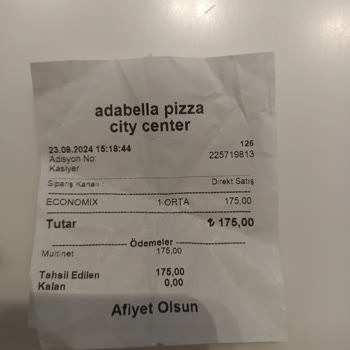 adabella pizza
city center
126
23.09.2024 15:18:44
Adisyon No: 225719813
Kasiyer
Sipariş Kanalı: Direkt Satış
ECONOMIX 1 ORTA 175,00
Tutar ₺ 175,00
Ödemeler
Multinet 175,00
Tahsil Edilen 175,00
Kalan 0,00
Afiyet Olsun